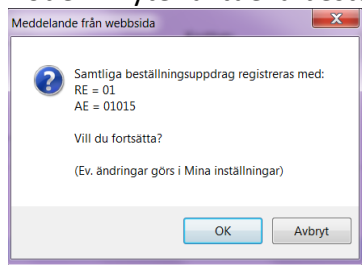 Meddelande från webbsida
X
Samtliga beställningsuppdrag registreras med:
RE = 01
AE = 01015
Vill du fortsätta?
(Ev. ändringar görs i Mina inställningar)
OK
Avbryt